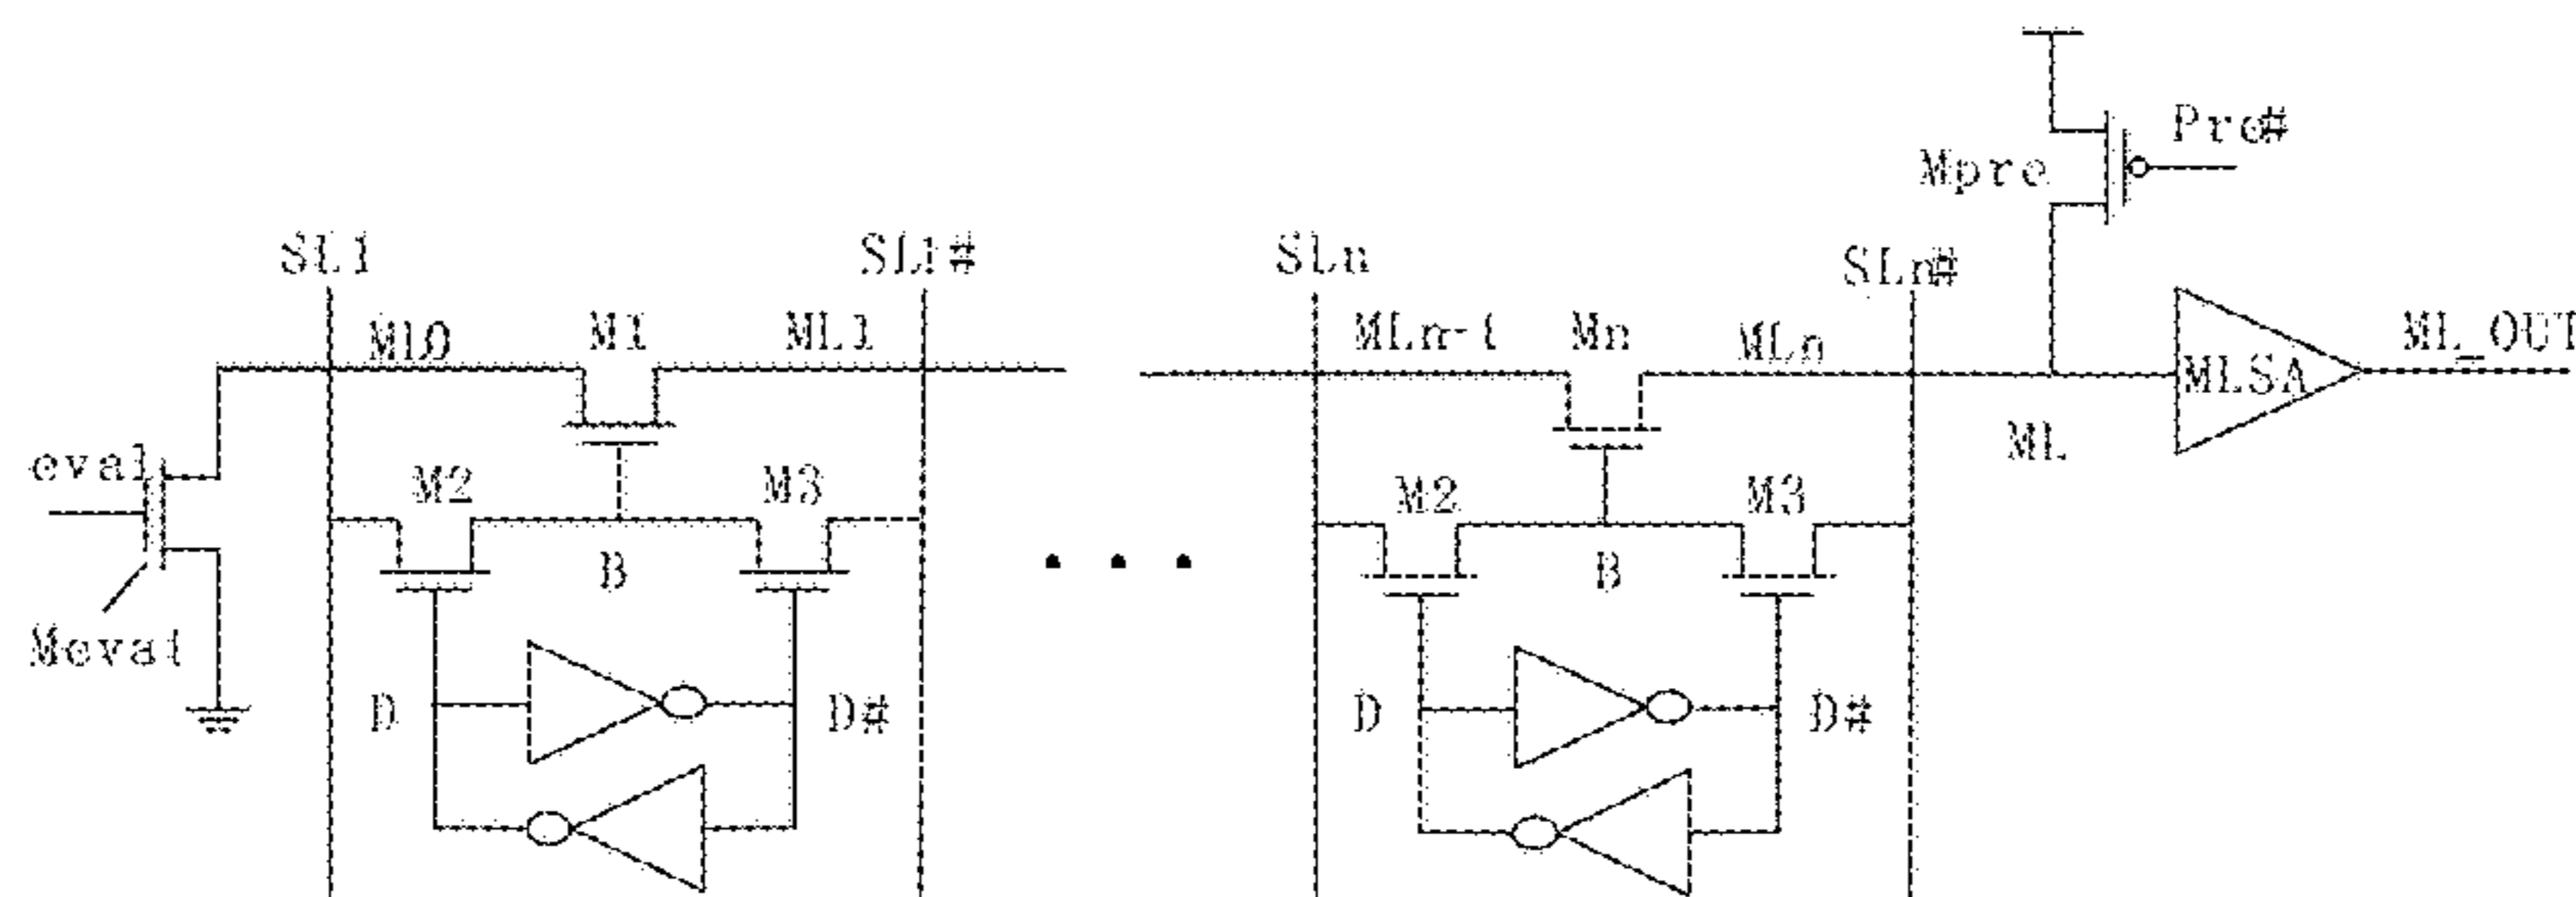 Pre#
Mpre
SL1
SL1#
SLn
SLn#
ML0
M1
ML1
MLn-1
Mn
MLn
ML_OUT
MLSA
ML
eval
M2
M3
M2
M3
B
B
Meval
D
D#
D
D#